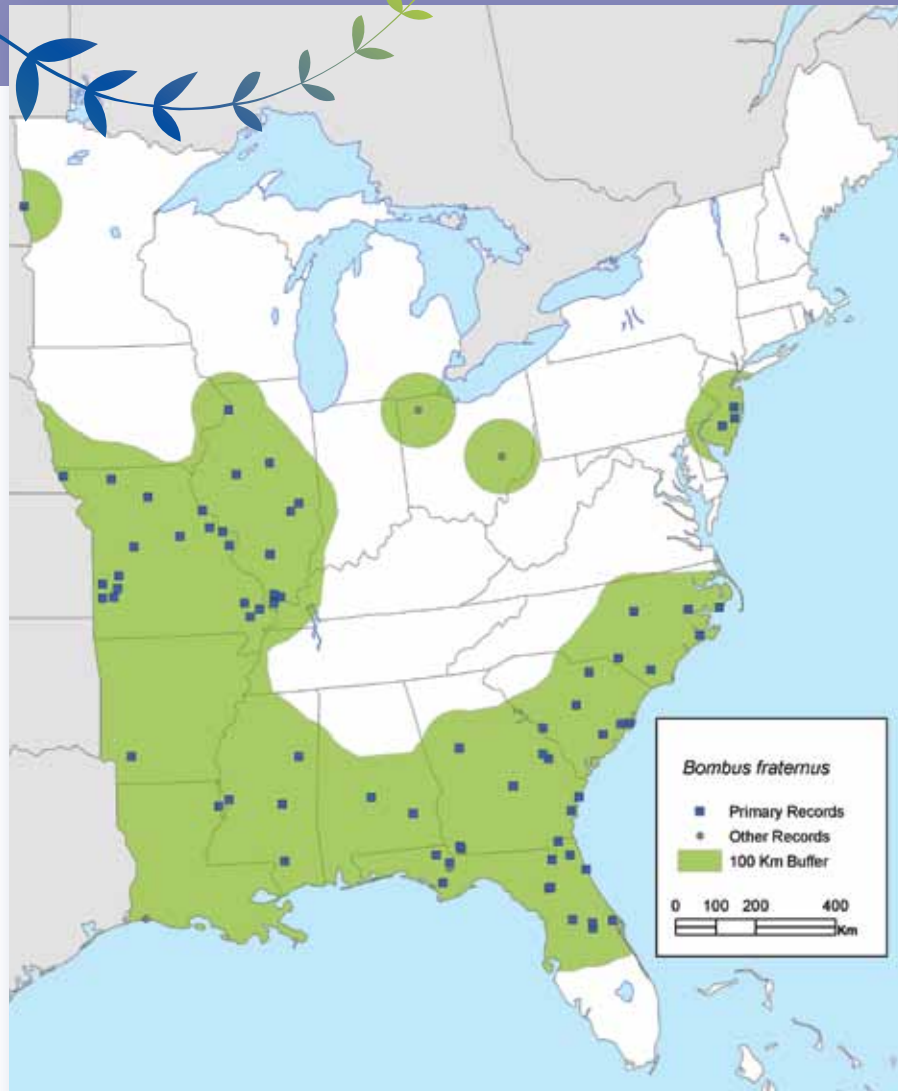 Bombus fraternus
Primary Records
Other Records
100 Km Buffer
0 100 200 400
Km